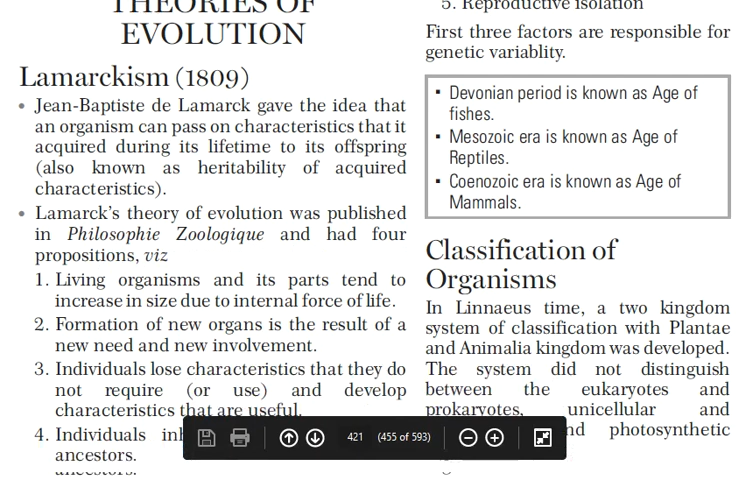 THEORIES OF
EVOLUTION
Lamarckism (1809)
• Jean-Baptiste de Lamarck gave the idea that
an organism can pass on characteristics that it
acquired during its lifetime to its offspring
(also known as heritability of acquired
characteristics).
• Lamarck's theory of evolution was published
in Philosophie Zoologique and had four
propositions, viz
1. Living organisms and its parts tend to
increase in size due to internal force of life.
2. Formation of new organs is the result of a
new need and new involvement.
3. Individuals lose characteristics that they do
not require (or use) and develop
characteristics that are useful.
4. Individuals
ancestors.
ancestors.
5. Reproductive isolation
First three factors are responsible for
genetic variablity.
▪ Devonian period is known as Age of
fishes.
▪ Mesozoic era is known as Age of
Reptiles.
▪ Coenozoic era is known as Age of
Mammals.
Classification of
Organisms
In Linnaeus time, a two kingdom
system of classification with Plantae
and Animalia kingdom was developed.
The system did not distinguish
between the eukaryotes and
prokaryotes, unicellular and
photosynthetic
421 (455 of 593)